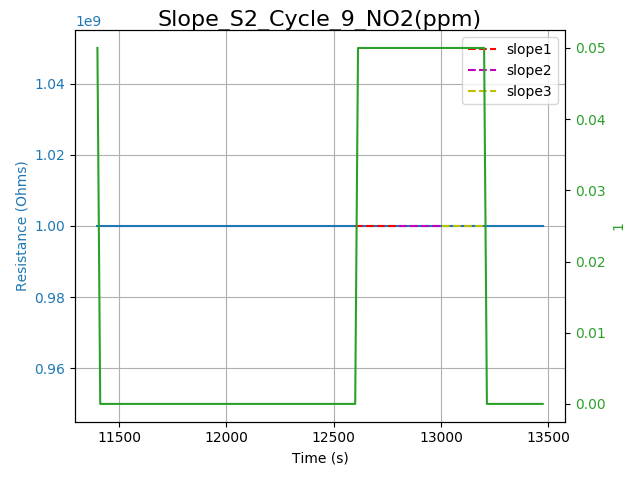 Slope_S2_Cycle_9_NO2(ppm)
1e9
slope1
slope2
slope3
1.04
1.02
1.00
0.98
0.96
Resistance (Ohms)
0.05
0.04
0.03
0.02
0.01
0.00
1
11500
12000
12500
13000
13500
Time (s)